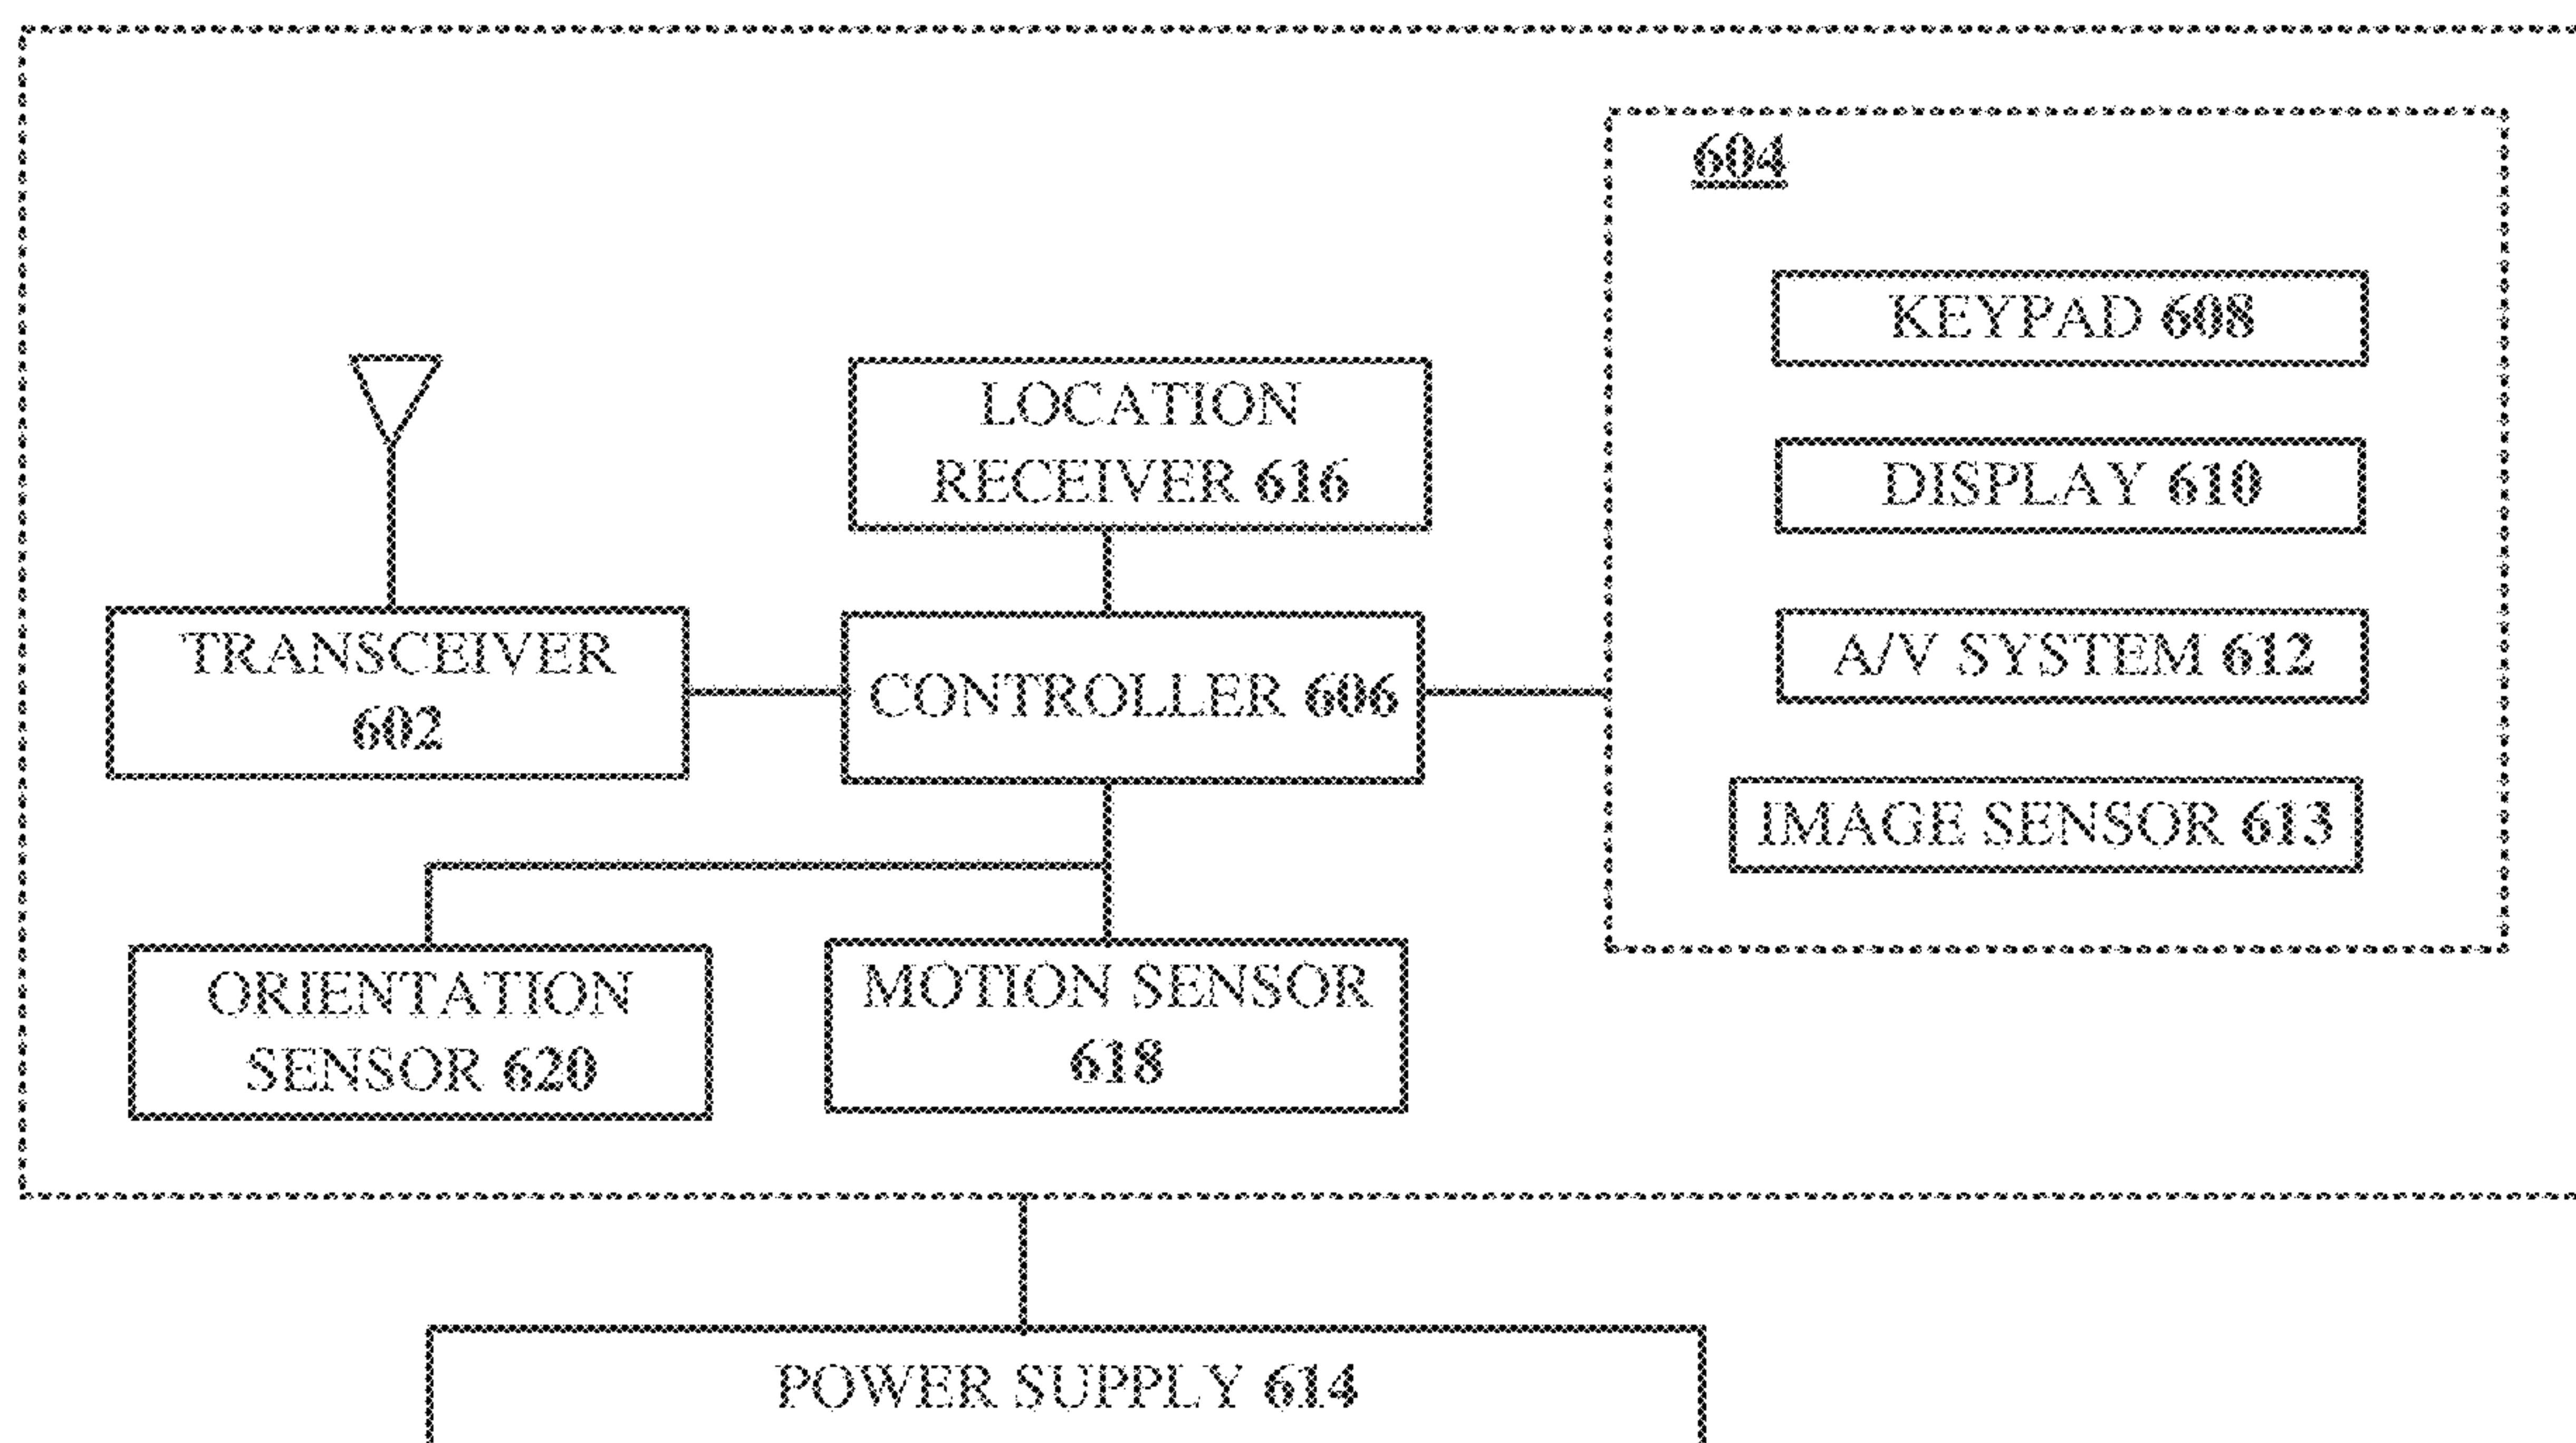 604
KEYPAD 608
LOCATION
RECEIVER 616
DISPLAY 610
TRANSCEIVER
602
CONTROLLER 606
A/V SYSTEM 612
IMAGE SENSOR 613
ORIENTATION
SENSOR 620
MOTION SENSOR
618
POWER SUPPLY 614